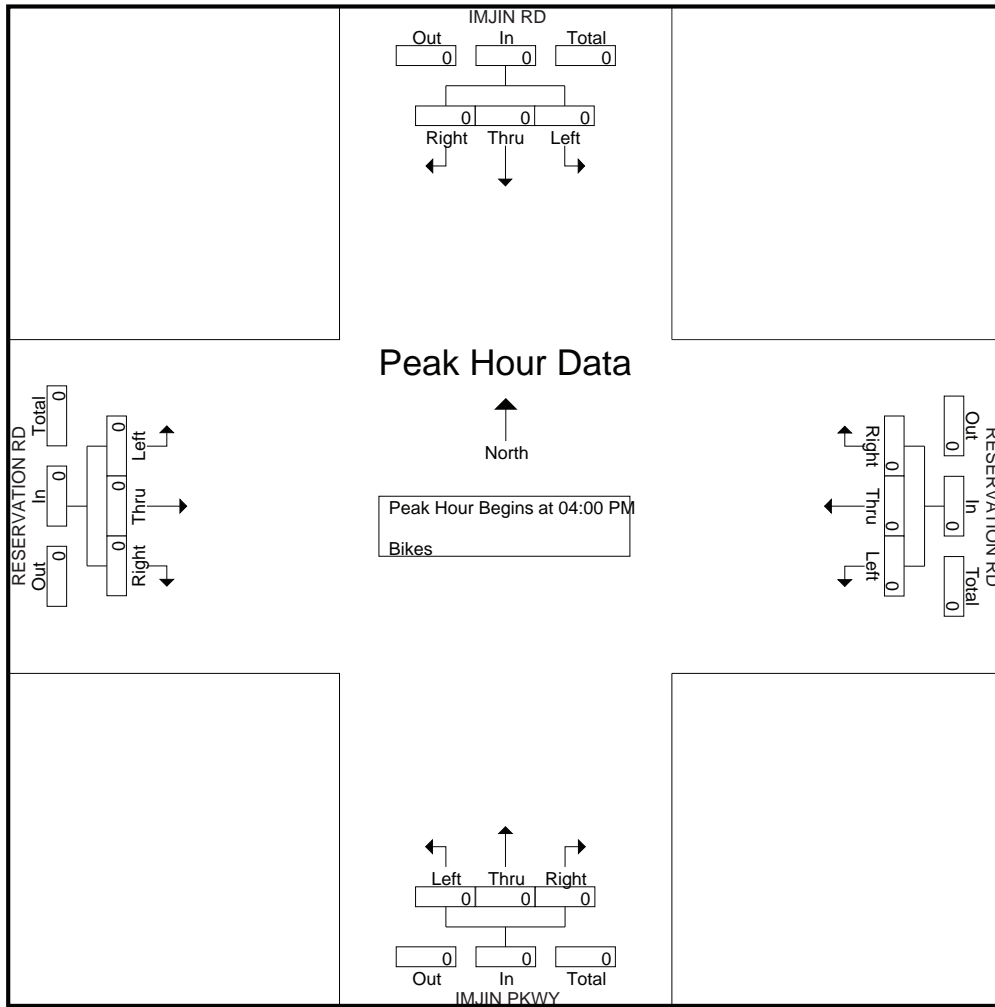 IMJIN RD
Out In Total
0 0 0
0 0 0
Right Thru Left
Peak Hour Data
North
Peak Hour Begins at 04:00 PM
Bikes
RESERVATION RD
Out In Total
0 0 0
0 0 0
Right Thru Left
RESERVATION RD
Total In Out
0 0 0
0 0 0
Left Thru Right
Left Thru Right
0 0 0
0 0 0
Out In Total
IMJIN PKWY